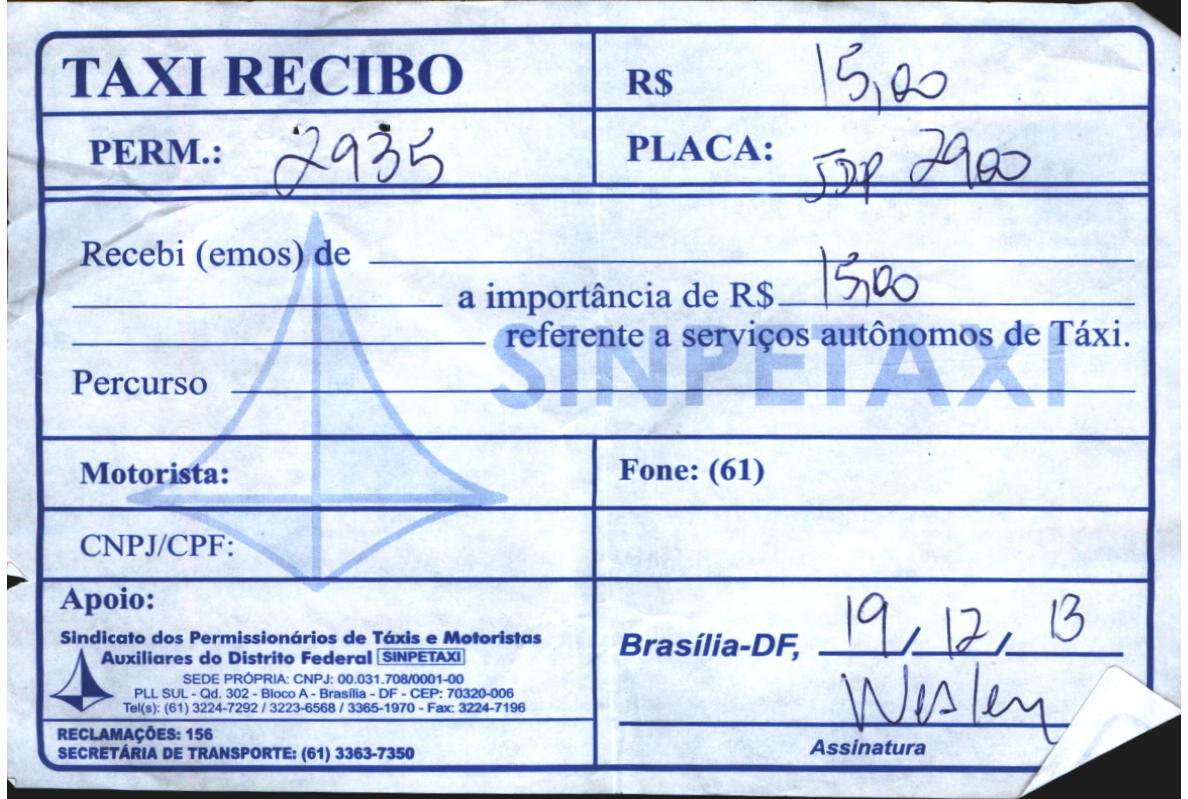 TAXI RECIBO
R$ 15,00
PERM.: 2935
PLACA: JDP 2900
Recebi (emos) de
a importância de R$ 15,00
referente a serviços autônomos de Táxi.
SINPETAXI
Percurso
Motorista:
Fone: (61)
CNPJ/CPF:
Apoio:
Sindicato dos Permissionários de Táxis e Motoristas
Auxiliares do Distrito Federal SINPETAXI
SEDE PRÓPRIA: CNPJ: 00.031.708/0001-00
PLL SUL - Qd. 302 - Bloco A - Brasília - DF - CEP: 70320-006
Tel(s): (61) 3224-7292 / 3223-6568 / 3365-1970 - Fax: 3224-7196
RECLAMAÇÕES: 156
SECRETÁRIA DE TRANSPORTE: (61) 3363-7350
Brasília-DF, 19/12/13
Wesley
Assinatura